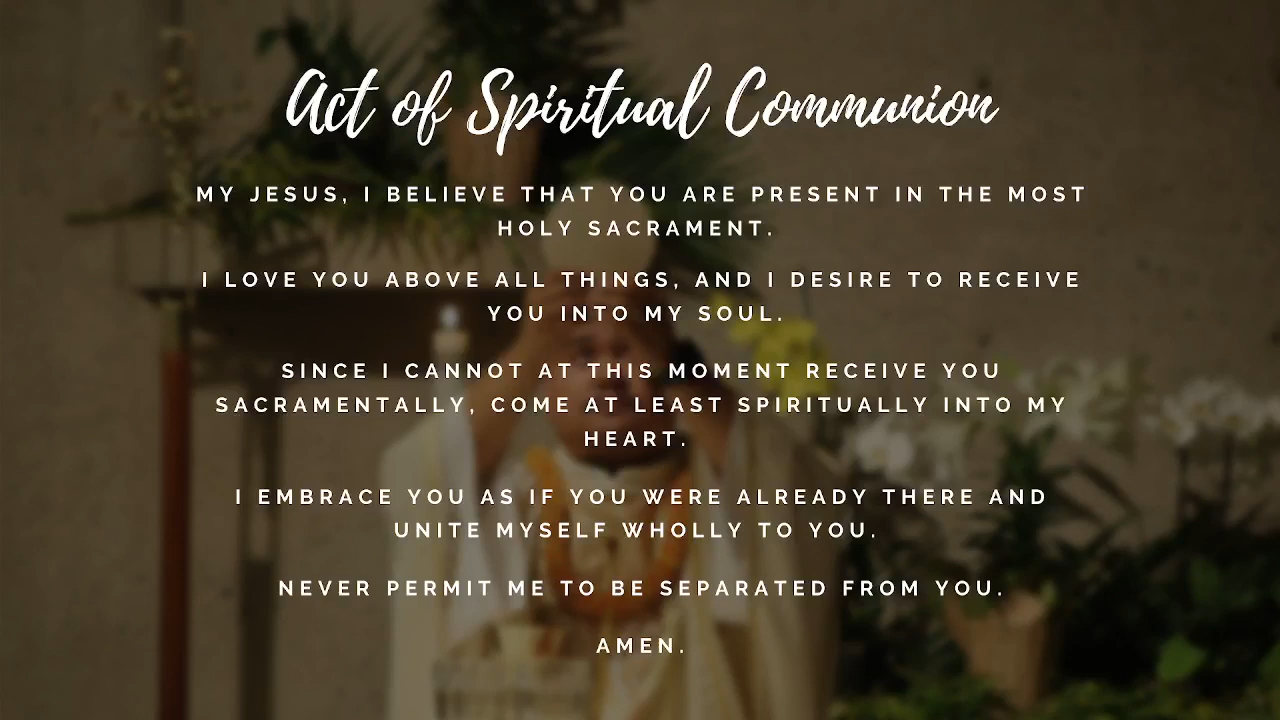 Act of Spiritual Communion
MY JESUS, I BELIEVE THAT YOU ARE PRESENT IN THE MOST
HOLY SACRAMENT.
I LOVE YOU ABOVE ALL THINGS, AND I DESIRE TO RECEIVE
YOU INTO MY SOUL.
SINCE I CANNOT AT THIS MOMENT RECEIVE YOU
SACRAMENTALLY, COME AT LEAST SPIRITUALLY INTO MY
HEART.
I EMBRACE YOU AS IF YOU WERE ALREADY THERE AND
UNITE MYSELF WHOLLY TO YOU.
NEVER PERMIT ME TO BE SEPARATED FROM YOU.
AMEN.